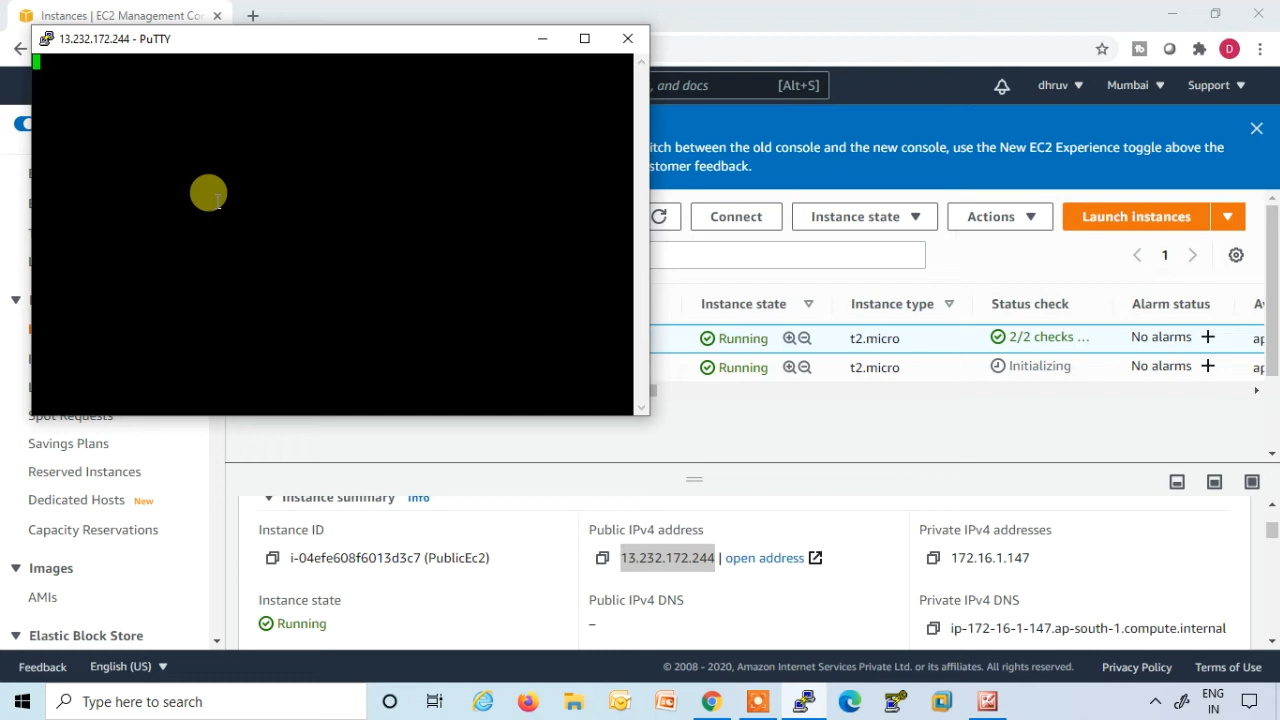 Instances | EC2 Management Cor
13.232.172.244 - PuTTY
D
, and docs
[Alt+S]
dhruv
Mumbai
Support
itch between the old console and the new console, use the New EC2 Experience toggle above the
stomer feedback.
Connect
Instance state
Actions
Launch instances
1
Instance state
Instance type
Status check
Alarm status
Running
t2.micro
2/2 checks ...
No alarms
ap
Running
t2.micro
Initializing
No alarms
ap
Spot Requests
Savings Plans
Reserved Instances
Dedicated Hosts New
Capacity Reservations
Images
AMIs
Elastic Block Store
Instance summary Info
Instance ID
i-04efe608f6013d3c7 (PublicEc2)
Public IPv4 address
13.232.172.244 | open address
Private IPv4 addresses
172.16.1.147
Instance state
Running
Public IPv4 DNS
–
Private IPv4 DNS
ip-172-16-1-147.ap-south-1.compute.internal
Feedback
English (US)
© 2008 - 2020, Amazon Internet Services Private Ltd. or its affiliates. All rights reserved.
Privacy Policy
Terms of Use
Type here to search
ENG
IN